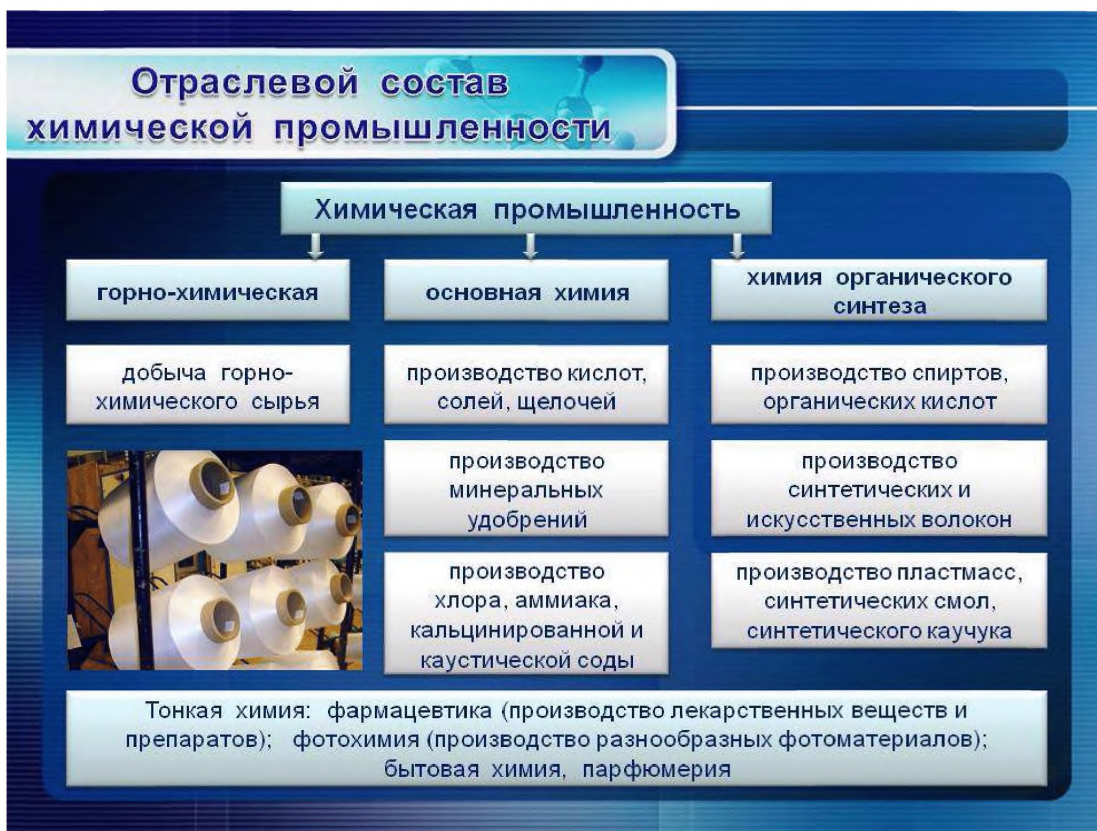 Отраслевой состав
химической промышленности
Химическая промышленность
горно-химическая
основная химия
химия органического
синтеза
добыча горно-
химического сырья
производство кислот,
солей, щелочей
производство спиртов,
органических кислот
производство
минеральных
удобрений
производство
синтетических и
искусственных волокон
производство
хлора, аммиака,
кальцинированной и
каустической соды
производство пластмасс,
синтетических смол,
синтетического каучука
Тонкая химия: фармацевтика (производство лекарственных веществ и
препаратов); фотохимия (производство разнообразных фотоматериалов);
бытовая химия, парфюмерия